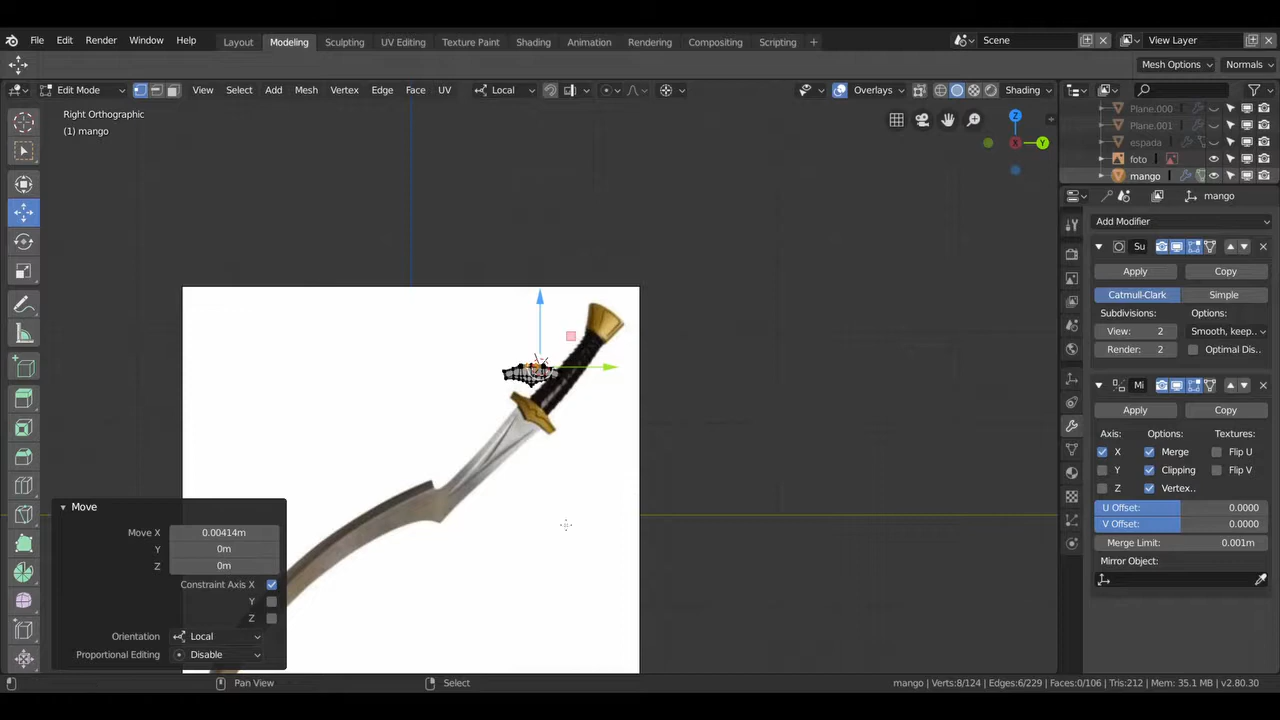 File Edit Render Window Help Layout Modeling Sculpting UV Editing Texture Paint Shading Animation Rendering Compositing Scripting + Scene View Layer
Mesh Options Normals
Edit Mode View Select Add Mesh Vertex Edge Face UV Local Overlays Shading
Right Orthographic
(1) mango
Z
X
Y
Plane.000
Plane.001
espada
foto
mango
mango
Add Modifier
Su
Apply Copy
Catmull-Clark Simple
Subdivisions: Options:
View: 2 Smooth, keep..
Render: 2 Optimal Dis..
Mi
Apply Copy
Axis: Options: Textures:
X Merge Flip U
Y Clipping Flip V
Z Vertex..
U Offset: 0.0000
V Offset: 0.0000
Merge Limit: 0.001m
Mirror Object:
Move
Move X 0.00414m
Y 0m
Z 0m
Constraint Axis X
Y
Z
Orientation Local
Proportional Editing Disable
Pan View Select mango | Verts:8/124 | Edges:6/229 | Faces:0/106 | Tris:212 | Mem: 35.1 MB | v2.80.30